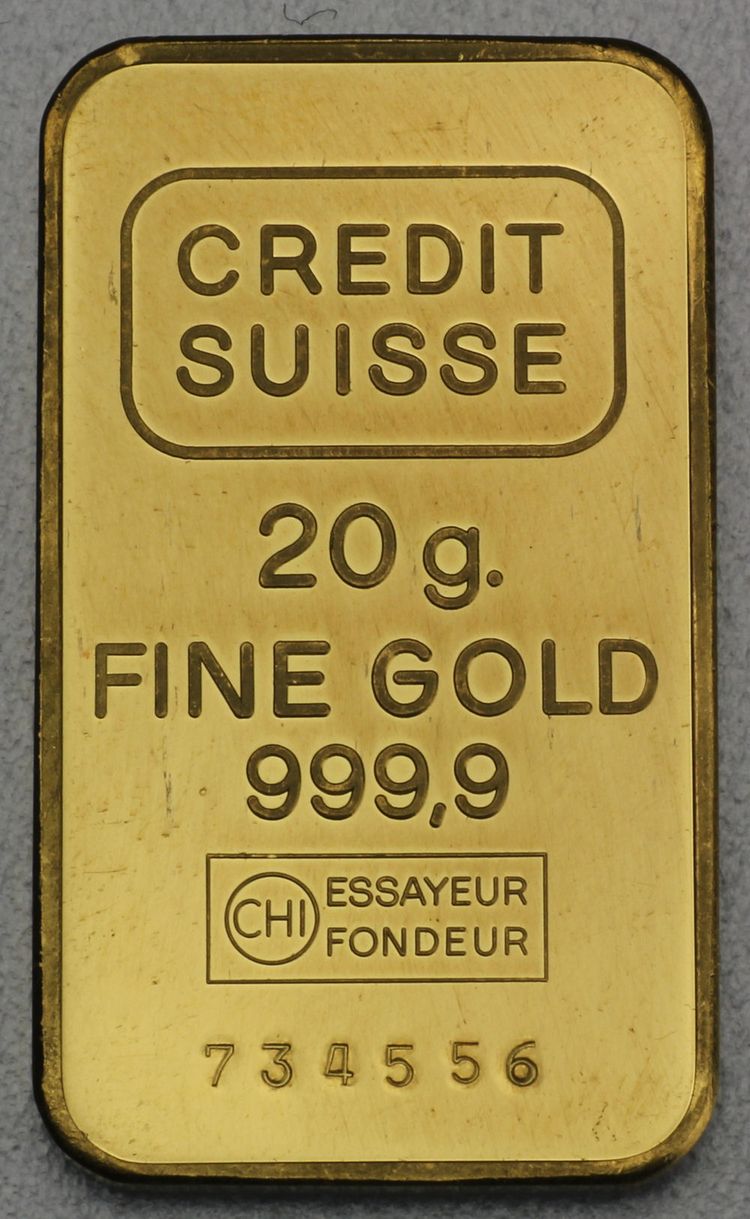 CREDIT
SUISSE
20 g.
FINE GOLD
999,9
CHI ESSAYEUR
FONDEUR
734556